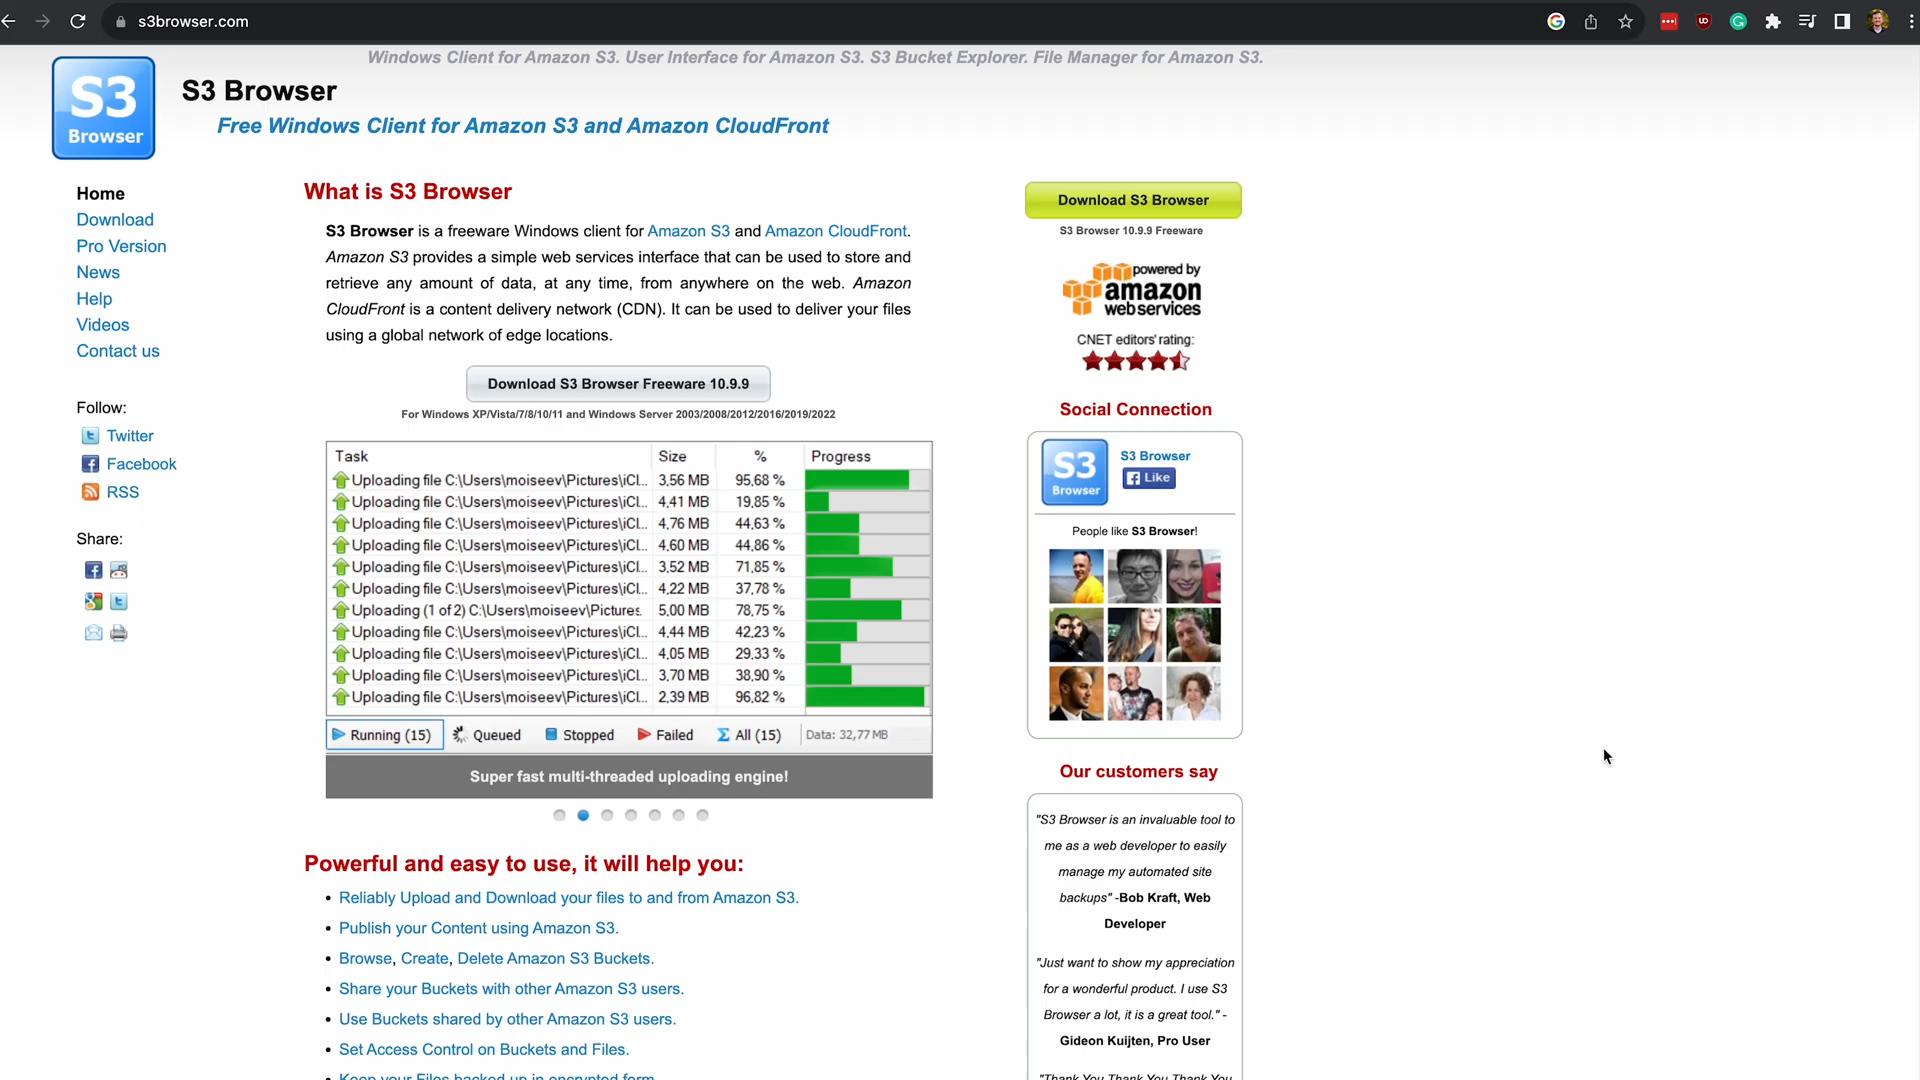 s3browser.com
Windows Client for Amazon S3. User Interface for Amazon S3. S3 Bucket Explorer. File Manager for Amazon S3.
S3
Browser
S3 Browser
Free Windows Client for Amazon S3 and Amazon CloudFront
Home
Download
Pro Version
News
Help
Videos
Contact us
Follow:
Twitter
Facebook
RSS
Share:
What is S3 Browser
S3 Browser is a freeware Windows client for Amazon S3 and Amazon CloudFront.
Amazon S3 provides a simple web services interface that can be used to store and
retrieve any amount of data, at any time, from anywhere on the web. Amazon
CloudFront is a content delivery network (CDN). It can be used to deliver your files
using a global network of edge locations.
Download S3 Browser Freeware 10.9.9
For Windows XP/Vista/7/8/10/11 and Windows Server 2003/2008/2012/2016/2019/2022
Task Size % Progress
Uploading file C:\Users\moiseev\Pictures\iCl... 3,56 MB 95,68 %
Uploading file C:\Users\moiseev\Pictures\iCl... 4,41 MB 19,85 %
Uploading file C:\Users\moiseev\Pictures\iCl... 4,76 MB 44,63 %
Uploading file C:\Users\moiseev\Pictures\iCl... 4,60 MB 44,86 %
Uploading file C:\Users\moiseev\Pictures\iCl... 3,52 MB 71,85 %
Uploading file C:\Users\moiseev\Pictures\iCl... 4,22 MB 37,78 %
Uploading (1 of 2) C:\Users\moiseev\Pictures. 5,00 MB 78,75 %
Uploading file C:\Users\moiseev\Pictures\iCl... 4,44 MB 42,23 %
Uploading file C:\Users\moiseev\Pictures\iCl... 4,05 MB 29,33 %
Uploading file C:\Users\moiseev\Pictures\iCl... 3,70 MB 38,90 %
Uploading file C:\Users\moiseev\Pictures\iCl... 2,39 MB 96,82 %
Running (15) Queued Stopped Failed All (15) Data: 32,77 MB
Super fast multi-threaded uploading engine!
Powerful and easy to use, it will help you:
• Reliably Upload and Download your files to and from Amazon S3.
• Publish your Content using Amazon S3.
• Browse, Create, Delete Amazon S3 Buckets.
• Share your Buckets with other Amazon S3 users.
• Use Buckets shared by other Amazon S3 users.
• Set Access Control on Buckets and Files.
• Keep your Files backed up in encrypted form
Download S3 Browser
S3 Browser 10.9.9 Freeware
powered by
amazon
webservices
CNET editors' rating:
Social Connection
S3
Browser
S3 Browser
Like
People like S3 Browser!
Our customers say
"S3 Browser is an invaluable tool to
me as a web developer to easily
manage my automated site
backups" -Bob Kraft, Web
Developer
"Just want to show my appreciation
for a wonderful product. I use S3
Browser a lot, it is a great tool." -
Gideon Kuijten, Pro User
"Thank You Thank You Thank You